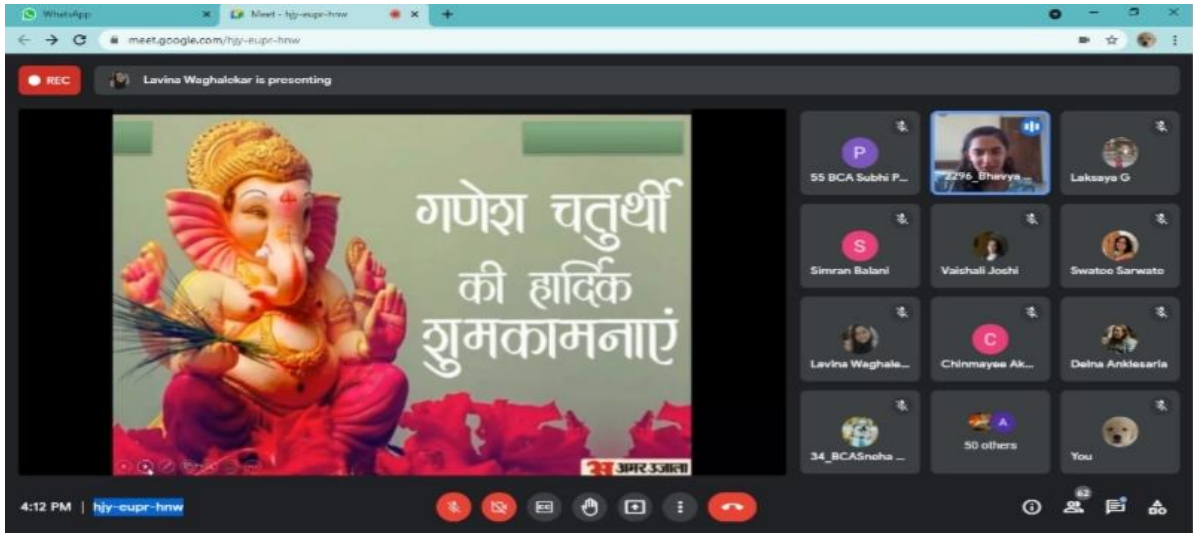 WhatsApp
Meet - hjy-eupr-hnw
meet.google.com/hjy-eupr-hnw
REC
Lavina Waghalekar is presenting
गणेश चतुर्थी
की हार्दिक
शुभकामनाएं
अमर उजाला
55 BCA Subhi P...
2296_Bhavya ...
Laksaya G
Simran Balani
Vaishali Joshi
Swatee Sarwate
Lavina Waghale...
Chinmayee Ak...
Delna Anklesaria
34_BCASneha ...
50 others
You
P
S
C
A
4:12 PM | hjy-eupr-hnw
62